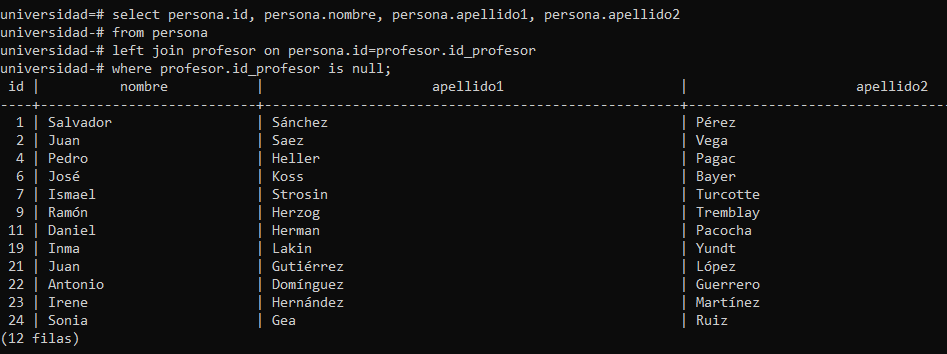 universidad=# select persona.id, persona.nombre, persona.apellido1, persona.apellido2
universidad-# from persona
universidad-# left join profesor on persona.id=profesor.id_profesor
universidad-# where profesor.id_profesor is null;
 id |         nombre          |                     apellido1                      |                     apellido2
----+-------------------------+----------------------------------------------------+--------------------------------
  1 | Salvador                | Sánchez                                            | Pérez
  2 | Juan                    | Saez                                               | Vega
  4 | Pedro                   | Heller                                             | Pagac
  6 | José                    | Koss                                               | Bayer
  7 | Ismael                  | Strosin                                            | Turcotte
  9 | Ramón                   | Herzog                                             | Tremblay
 11 | Daniel                  | Herman                                             | Pacocha
 19 | Inma                    | Lakin                                              | Yundt
 21 | Juan                    | Gutiérrez                                          | López
 22 | Antonio                 | Domínguez                                          | Guerrero
 23 | Irene                   | Hernández                                          | Martínez
 24 | Sonia                   | Gea                                                | Ruiz
(12 filas)